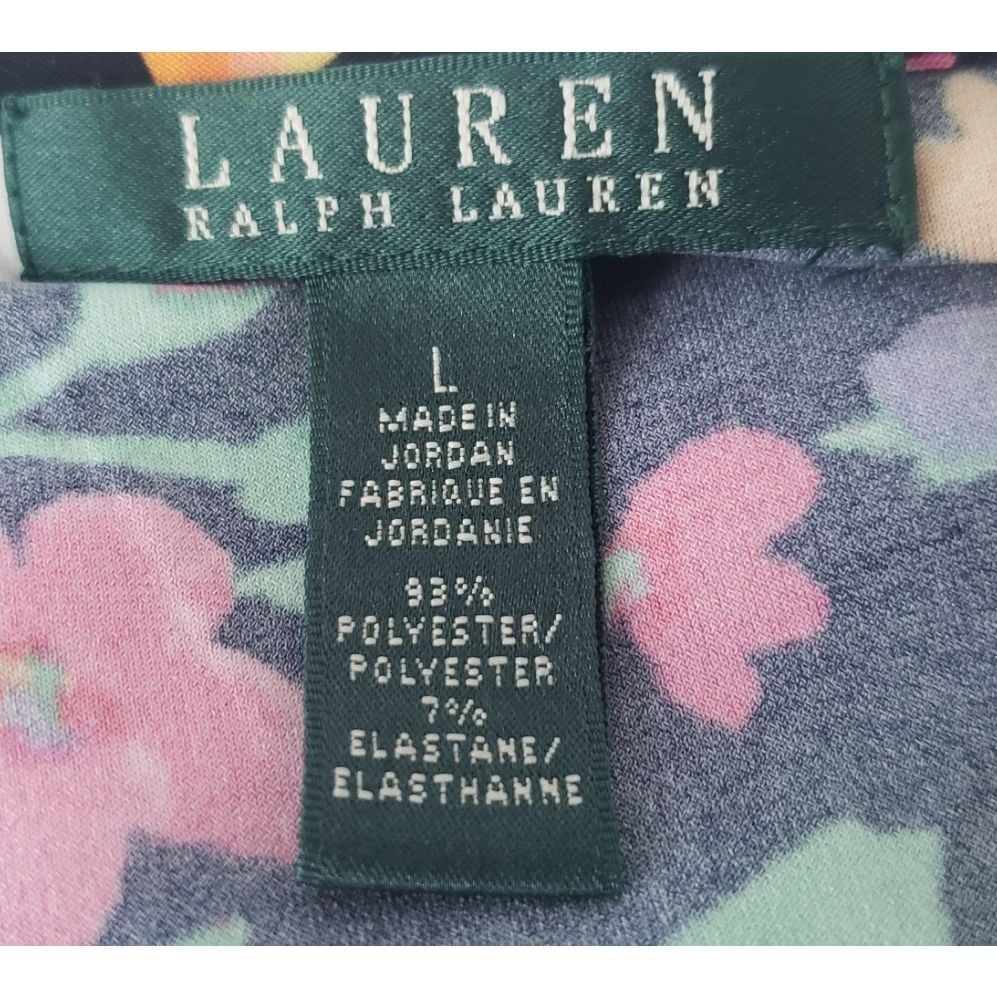 LAUREN
RALPH LAUREN
L
MADE IN
JORDAN
FABRIQUE EN
JORDANIE
93%
POLYESTER/
POLYESTER
7%
ELASTANE/
ELASTHANNE